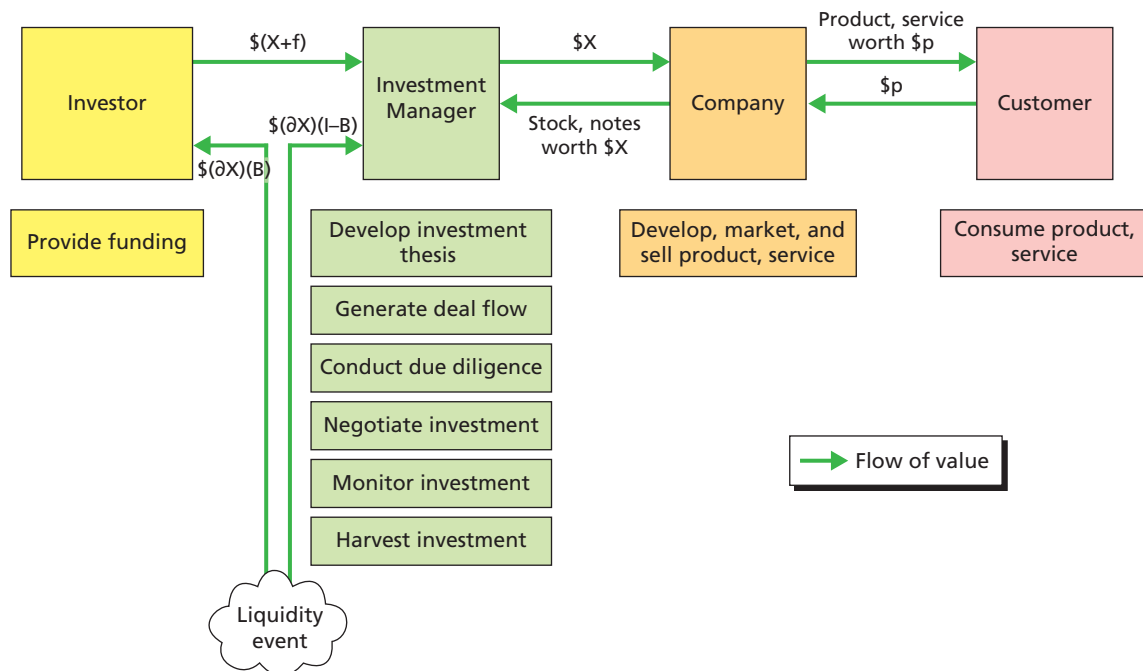 $(X+f)
$X
Product, service
worth $p
Investor
Investment
Manager
Company
Customer
$(∂X)(I–B)
$(∂X)(B)
Stock, notes
worth $X
$p
Provide funding
Develop investment
thesis
Develop, market, and
sell product, service
Consume product,
service
Generate deal flow
Conduct due diligence
Negotiate investment
Monitor investment
Harvest investment
Flow of value
Liquidity
event